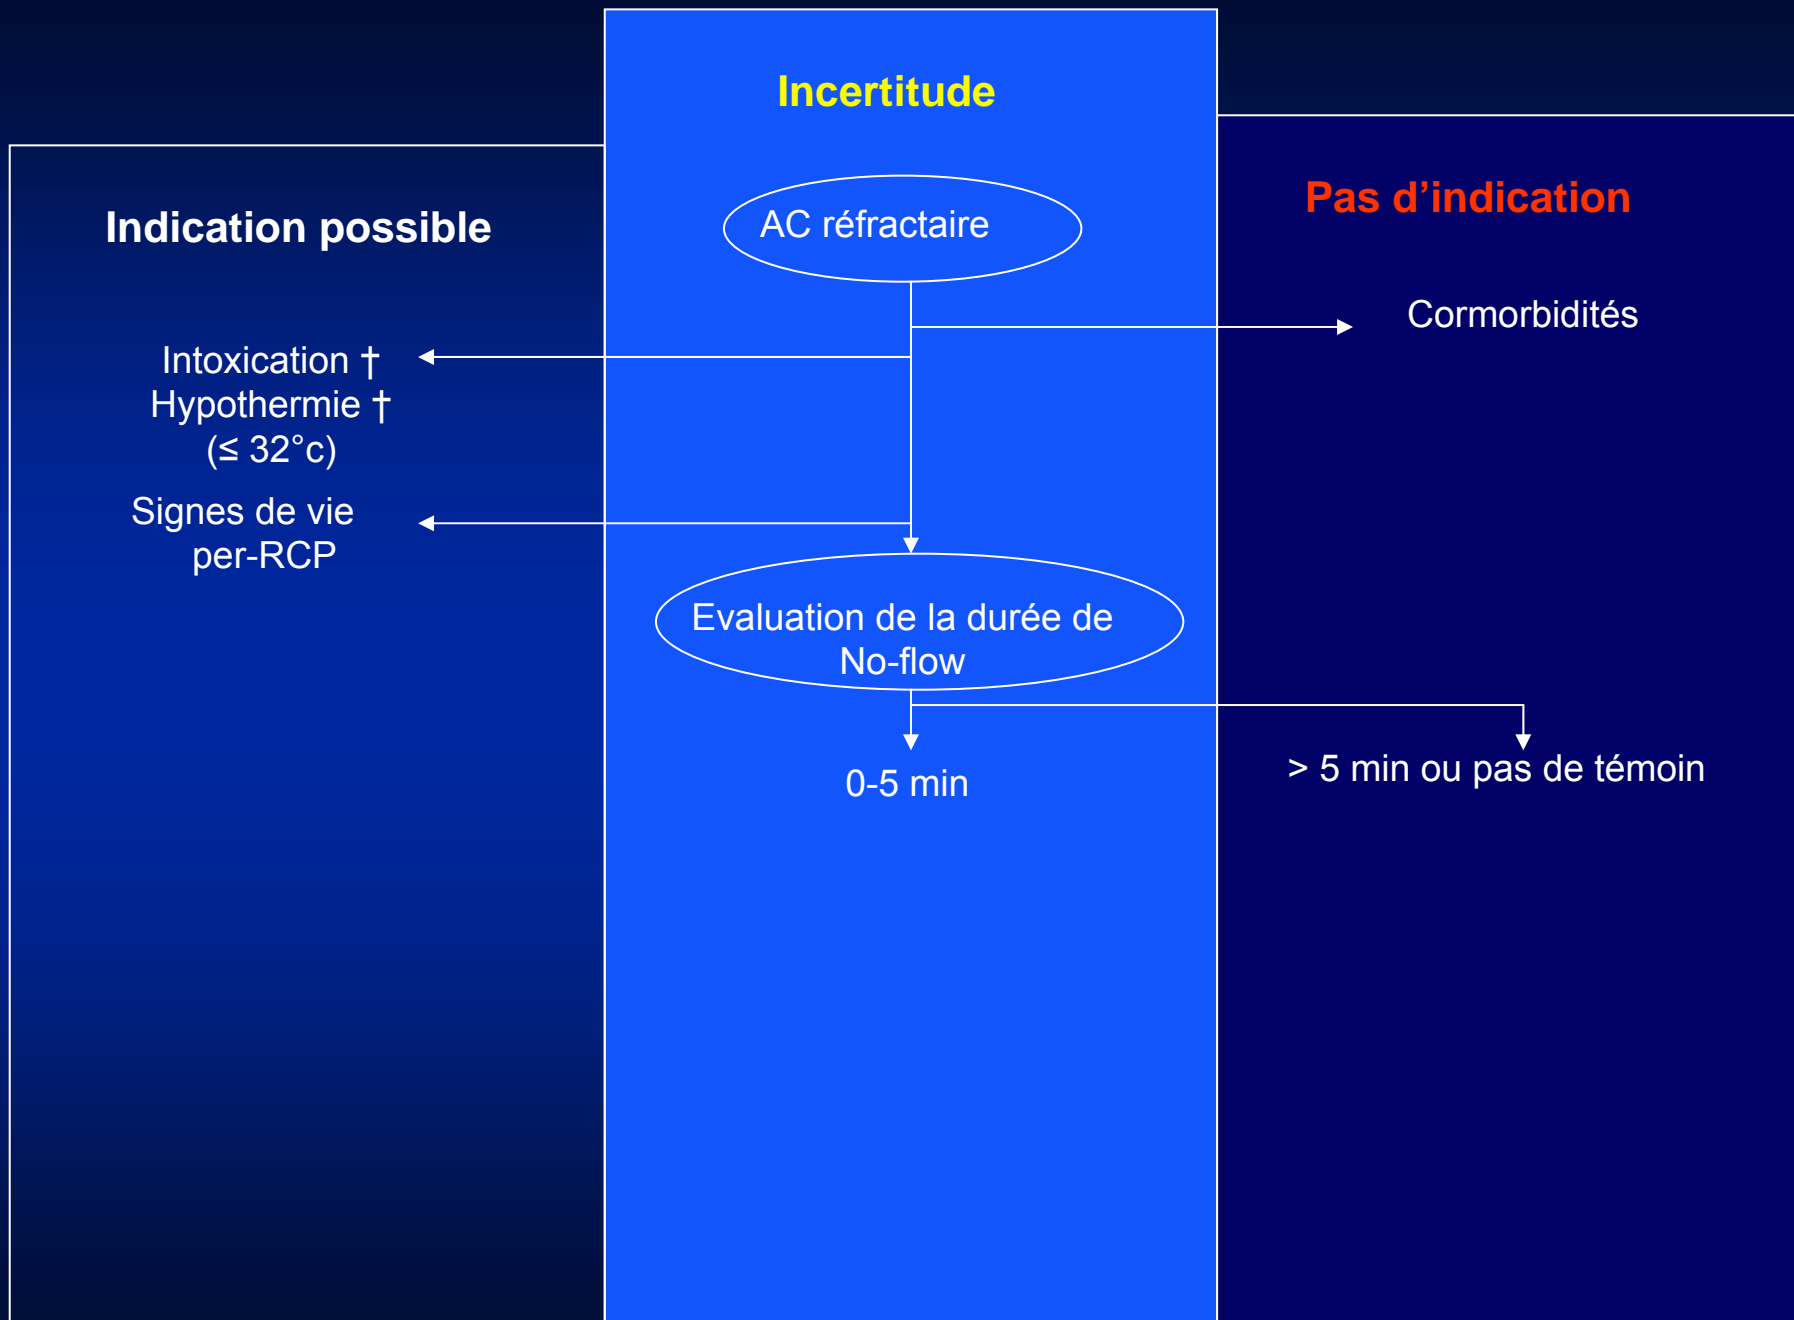 Incertitude
Indication possible
Pas d’indication
AC réfractaire
Cormorbidités
Intoxication †
Hypothermie †
(≤ 32°c)
Signes de vie
per-RCP
Evaluation de la durée de
No-flow
0-5 min
> 5 min ou pas de témoin